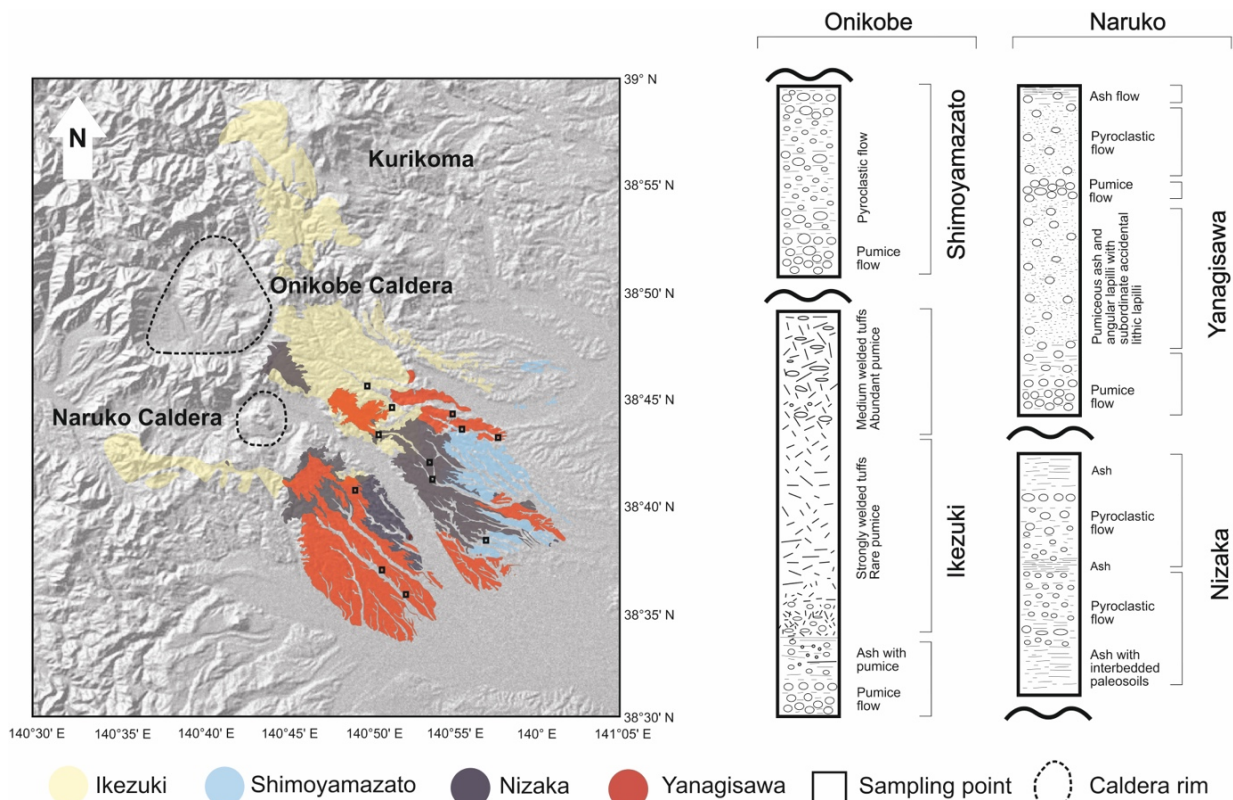 Onikobe
Naruko
39° N
N
Kurikoma
38°55' N
Onikobe Caldera
38°50' N
38°45' N
Naruko Caldera
38°40' N
38°35' N
38°30' N
140°30' E
140°35' E
140°40' E
140°45' E
140°50' E
140°55' E
140° E
141°05' E
Pyroclastic flow
Pumice
flow
Shimoyamazato
Medium welded tuffs
Abundant pumice
Strongly welded tuffs
Rare pumice
Ash with
pumice
Pumice
flow
Ikezuki
Ash flow
Pyroclastic
flow
Pumice
flow
Pumiceous ash and
angular lapilli with
subordinate accidental
lithic lapilli
Pumice
flow
Yanagisawa
Ash
Pyroclastic
flow
Ash
Pyroclastic
flow
Ash with
interbedded
paleosoils
Nizaka
Ikezuki
Shimoyamazato
Nizaka
Yanagisawa
Sampling point
Caldera rim